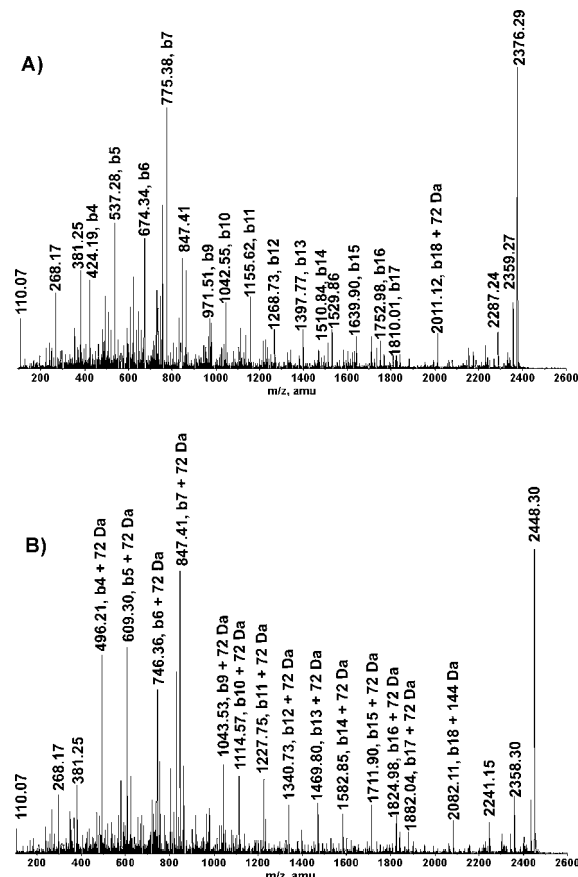 A)
110.07
268.17
381.25
424.19, b4
537.28, b5
674.34, b6
775.38, b7
847.41
971.51, b9
1042.55, b10
1155.62, b11
1268.73, b12
1397.77, b13
1510.84, b14
1529.86
1639.90, b15
1752.98, b16
1810.01, b17
2011.12, b18 + 72 Da
2287.24
2359.27
2376.29
200 400 600 800 1000 1200 1400 1600 1800 2000 2200 2400 2600
m/z, amu
B)
110.07
268.17
381.25
496.21, b4 + 72 Da
609.30, b5 + 72 Da
746.36, b6 + 72 Da
847.41, b7 + 72 Da
1043.53, b9 + 72 Da
1114.57, b10 + 72 Da
1227.75, b11 + 72 Da
1340.73, b12 + 72 Da
1469.80, b13 + 72 Da
1582.85, b14 + 72 Da
1711.90, b15 + 72 Da
1824.98, b16 + 72 Da
1882.04, b17 + 72 Da
2082.11, b18 + 144 Da
2241.15
2358.30
2448.30
200 400 600 800 1000 1200 1400 1600 1800 2000 2200 2400 2600
m/z, amu